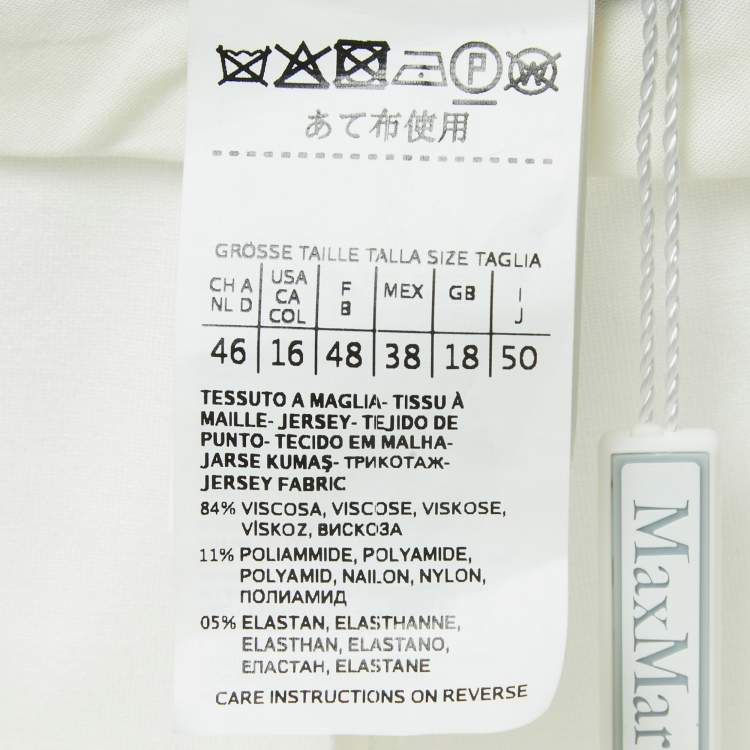 P
W
あて布使用
GRÖSSE TAILLE TALLA SIZE TAGLIA
CH A NL D
USA CA COL
F B
MEX
GB
I J
46 16 48 38 18 50
TESSUTO A MAGLIA- TISSU À
MAILLE- JERSEY- TEJIDO DE
PUNTO- TECIDO EM MALHA-
JARSE KUMAŞ- ТРИКОТАЖ-
JERSEY FABRIC
84% VISCOSA, VISCOSE, VISKOSE,
VİSKOZ, ВИСКОЗА
11% POLIAMMIDE, POLYAMIDE,
POLYAMID, NAILON, NYLON,
ПОЛИАМИД
05% ELASTAN, ELASTHANNE,
ELASTHAN, ELASTANO,
ЕЛАСТАН, ELASTANE
CARE INSTRUCTIONS ON REVERSE
MaxMar